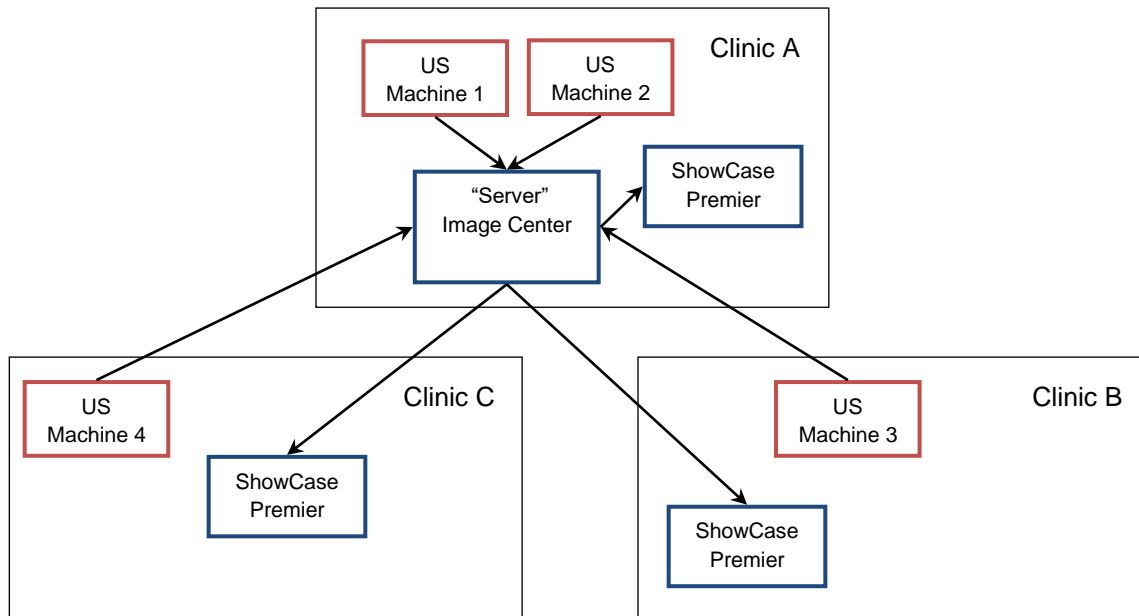 Clinic A
US
Machine 1
US
Machine 2
ShowCase
Premier
“Server”
Image Center
Clinic C
US
Machine 4
ShowCase
Premier
Clinic B
US
Machine 3
ShowCase
Premier